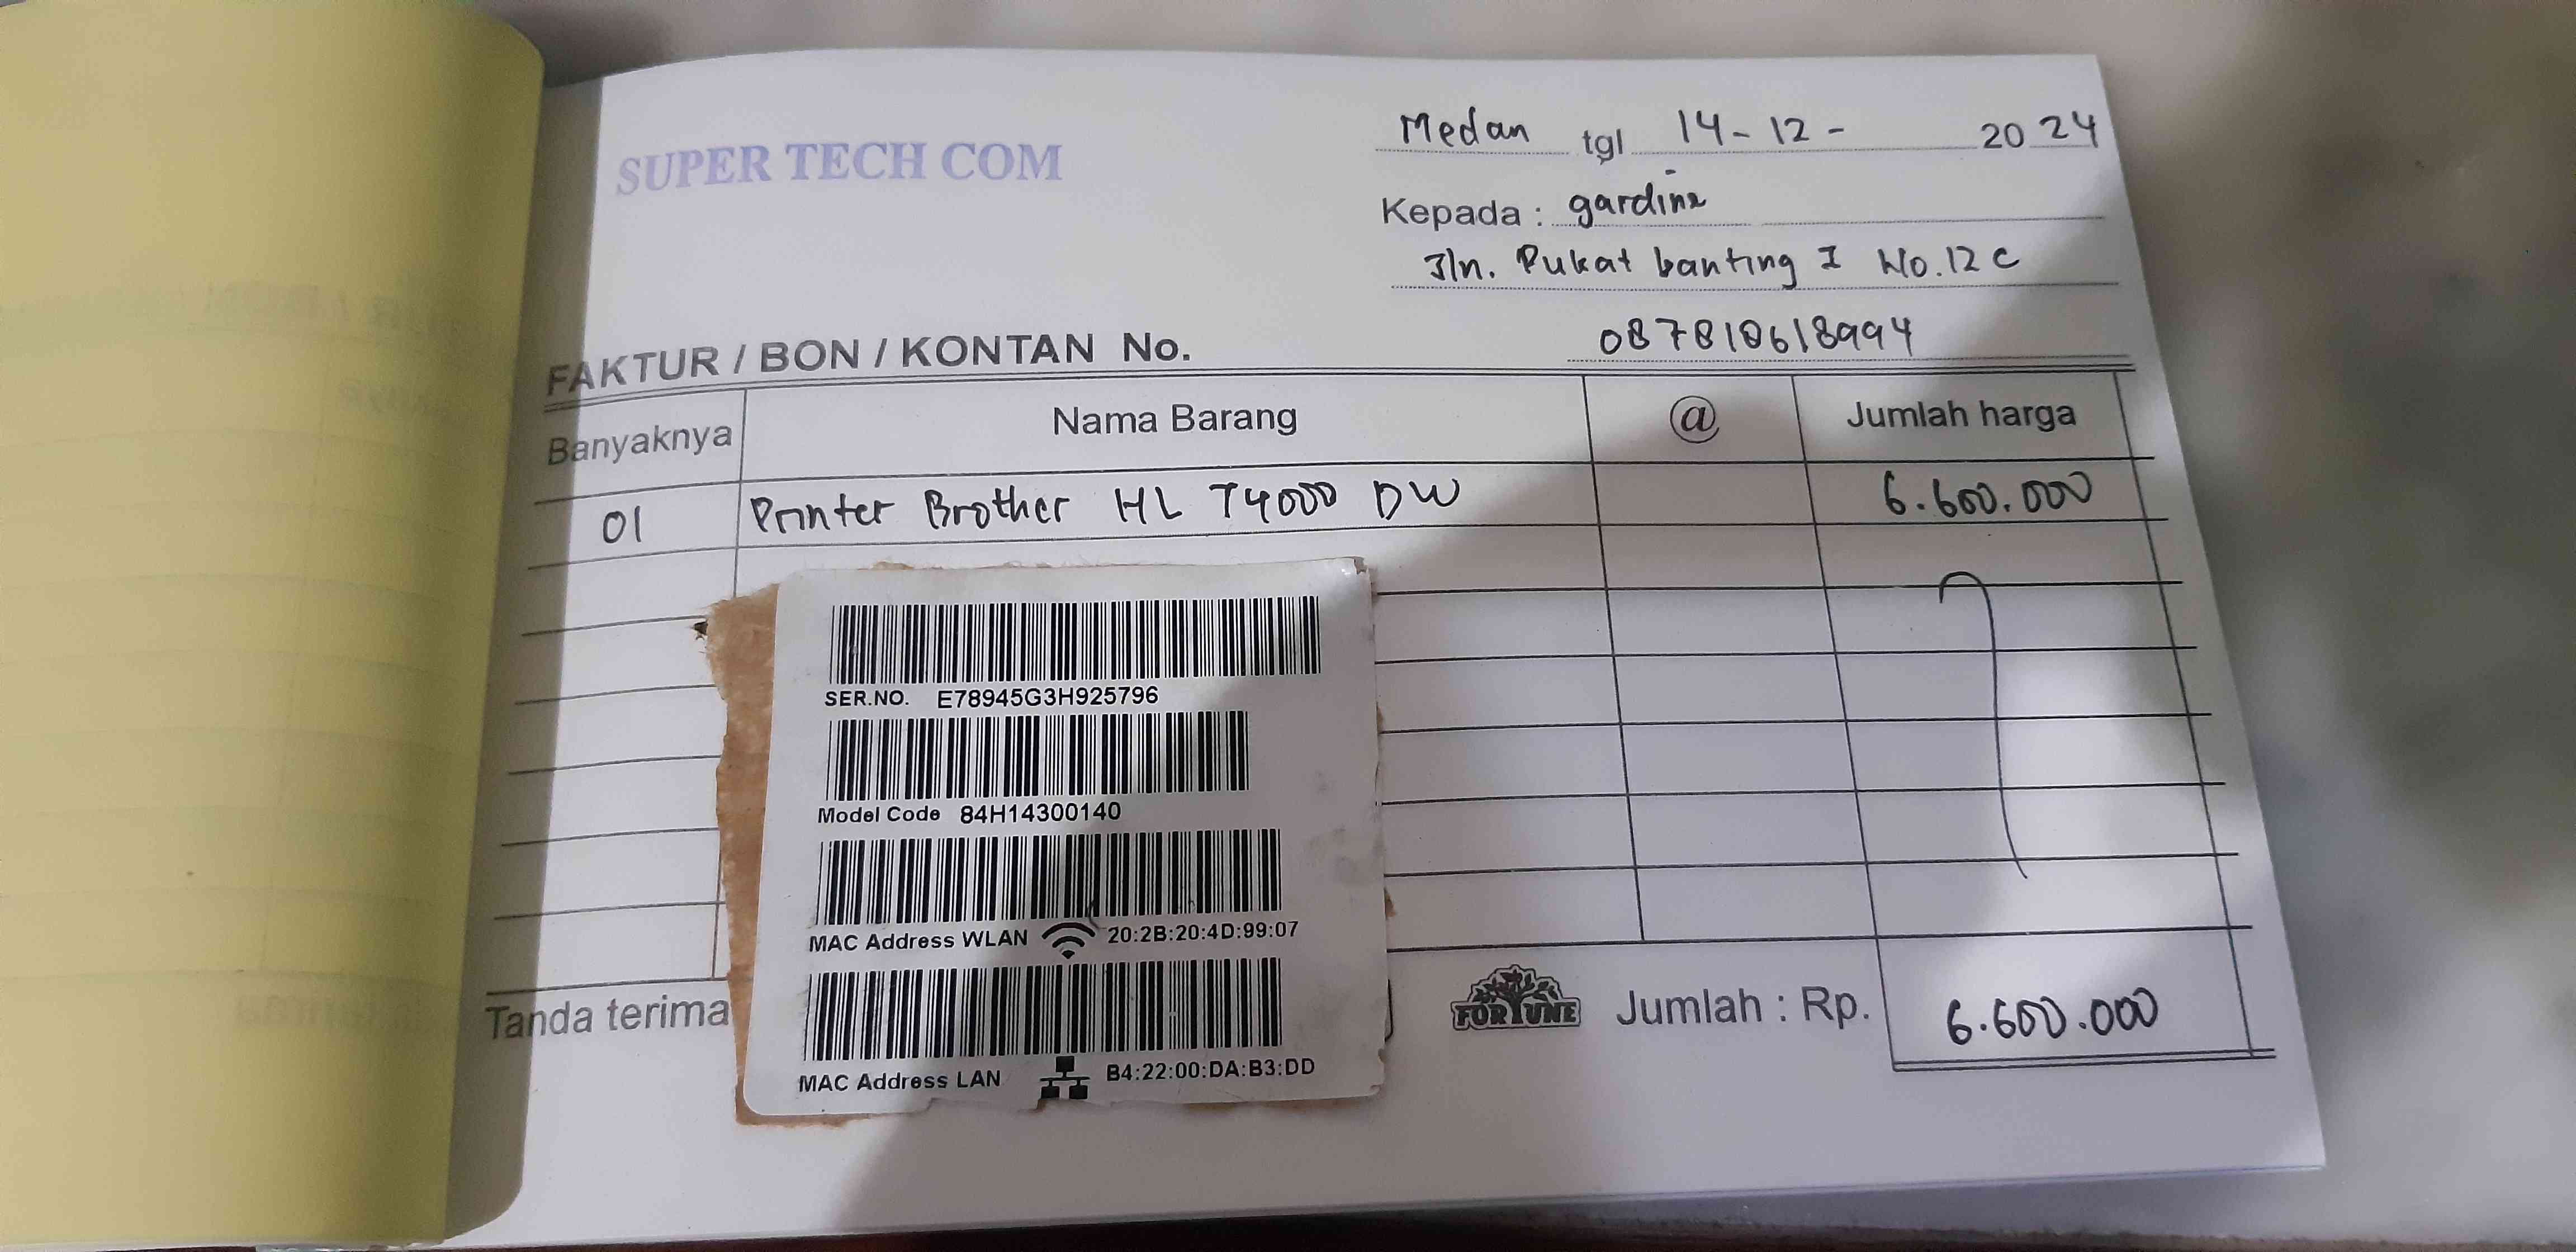 SUPER TECH COM
Medan tgl 14-12- 2024
Kepada : gardina
Jln. Pukat banting I No.12C
087810618994
FAKTUR / BON / KONTAN No.
Banyaknya Nama Barang @ Jumlah harga
01 Printer Brother HL T4000 DW 6.600.000
SER.NO. E78945G3H925796
Model Code 84H14300140
MAC Address WLAN 20:2B:20:4D:99:07
MAC Address LAN B4:22:00:DA:B3:DD
Tanda terima FORTUNE Jumlah : Rp. 6.600.000